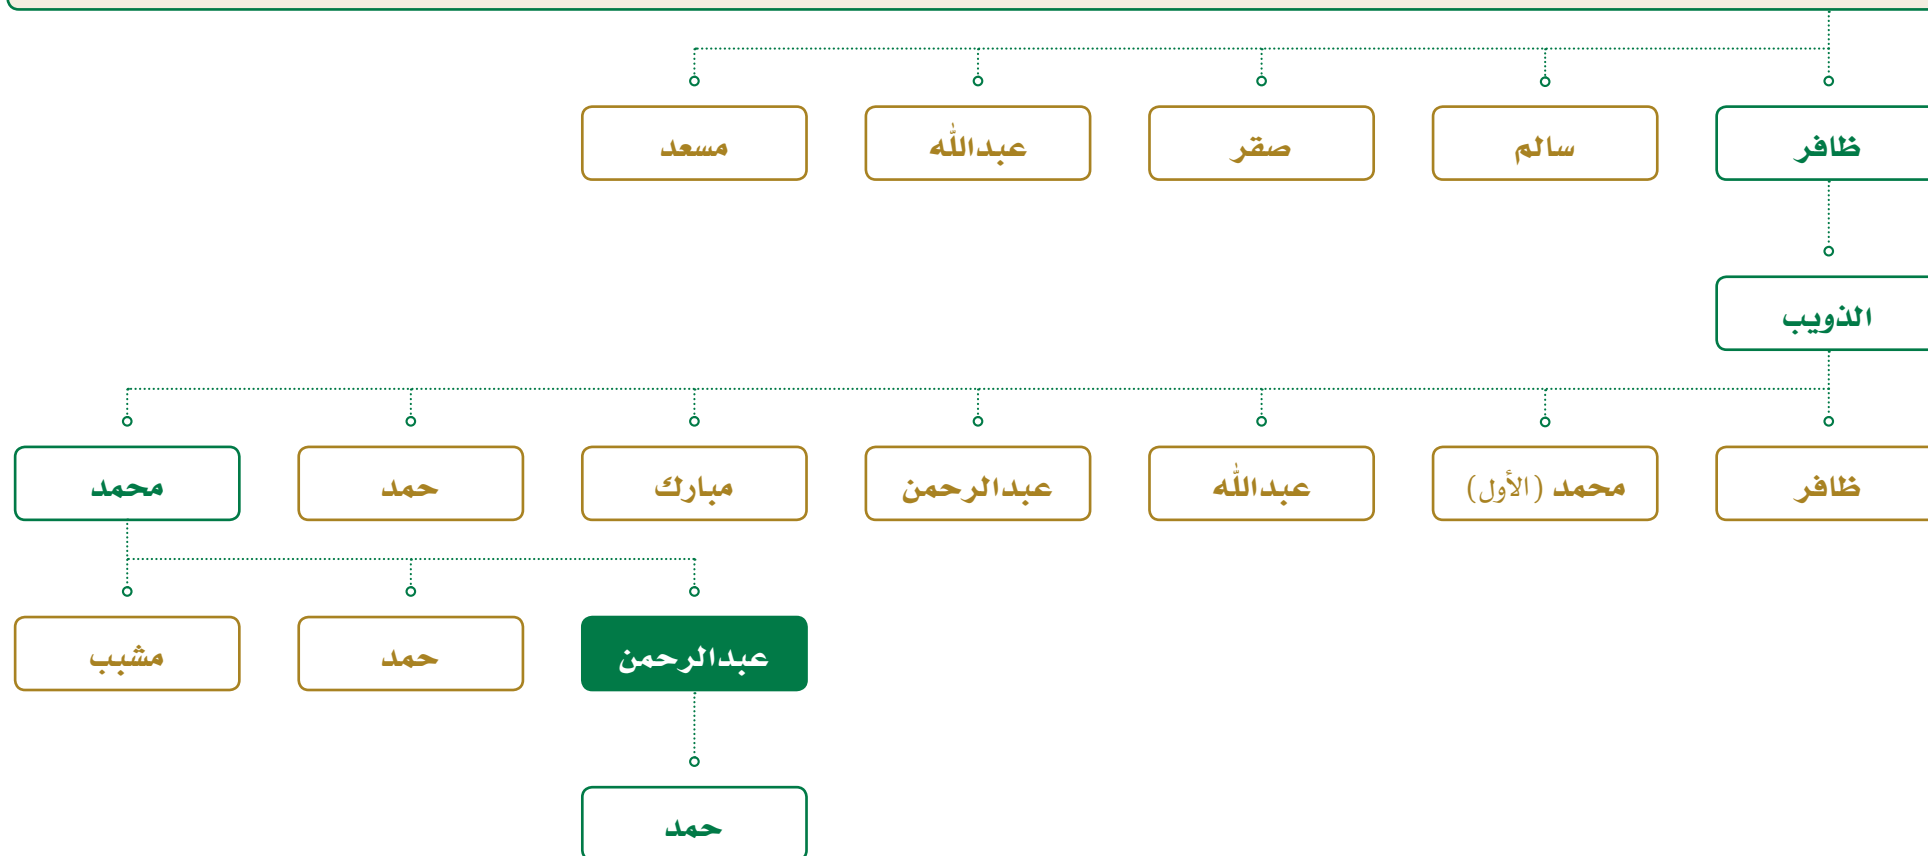 ظافر
سالم
صقر
عبدالله
مسعد
الذويب
ظافر
محمد (الأول)
عبدالله
عبدالرحمن
مبارك
حمد
محمد
عبدالرحمن
حمد
مشبب
حمد